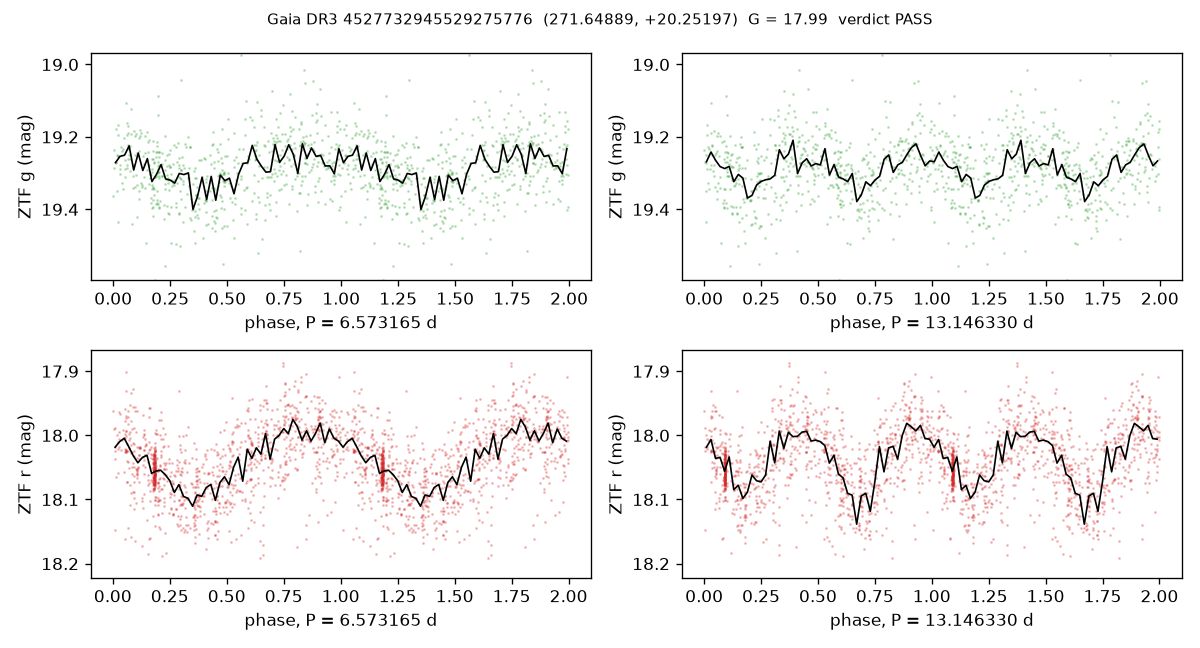 Gaia DR3 4527732945529275776 (271.64889, +20.25197) G = 17.99 verdict PASS
ZTF g (mag)
19.0
19.2
19.4
0.00 0.25 0.50 0.75 1.00 1.25 1.50 1.75 2.00
phase, P = 6.573165 d
ZTF g (mag)
19.0
19.2
19.4
0.00 0.25 0.50 0.75 1.00 1.25 1.50 1.75 2.00
phase, P = 13.146330 d
ZTF r (mag)
17.9
18.0
18.1
18.2
0.00 0.25 0.50 0.75 1.00 1.25 1.50 1.75 2.00
phase, P = 6.573165 d
ZTF r (mag)
17.9
18.0
18.1
18.2
0.00 0.25 0.50 0.75 1.00 1.25 1.50 1.75 2.00
phase, P = 13.146330 d